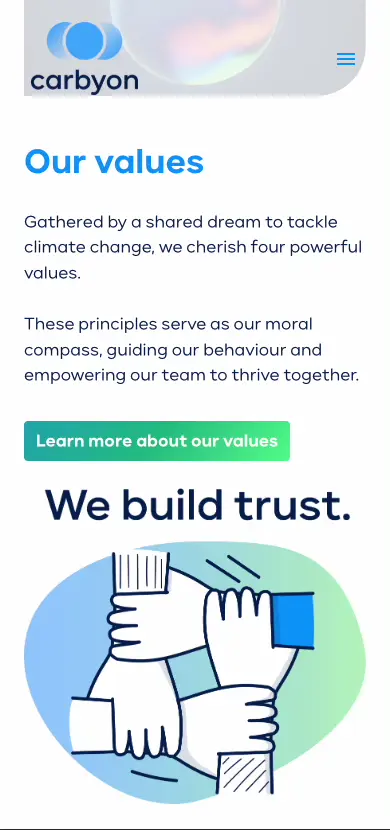 carbyon
Our values
Gathered by a shared dream to tackle
climate change, we cherish four powerful
values.
These principles serve as our moral
compass, guiding our behaviour and
empowering our team to thrive together.
Learn more about our values
We build trust.